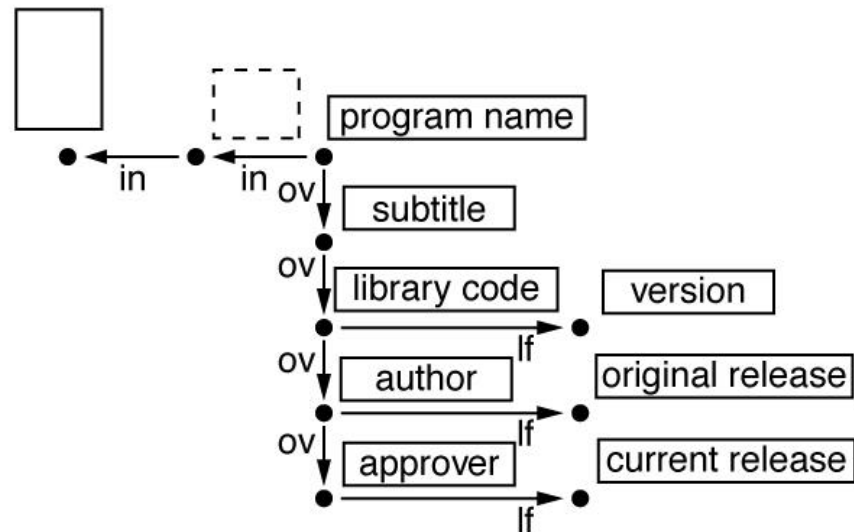 program name
in in
ov subtitle
ov library code version
lf
ov author original release
lf
ov approver current release
lf